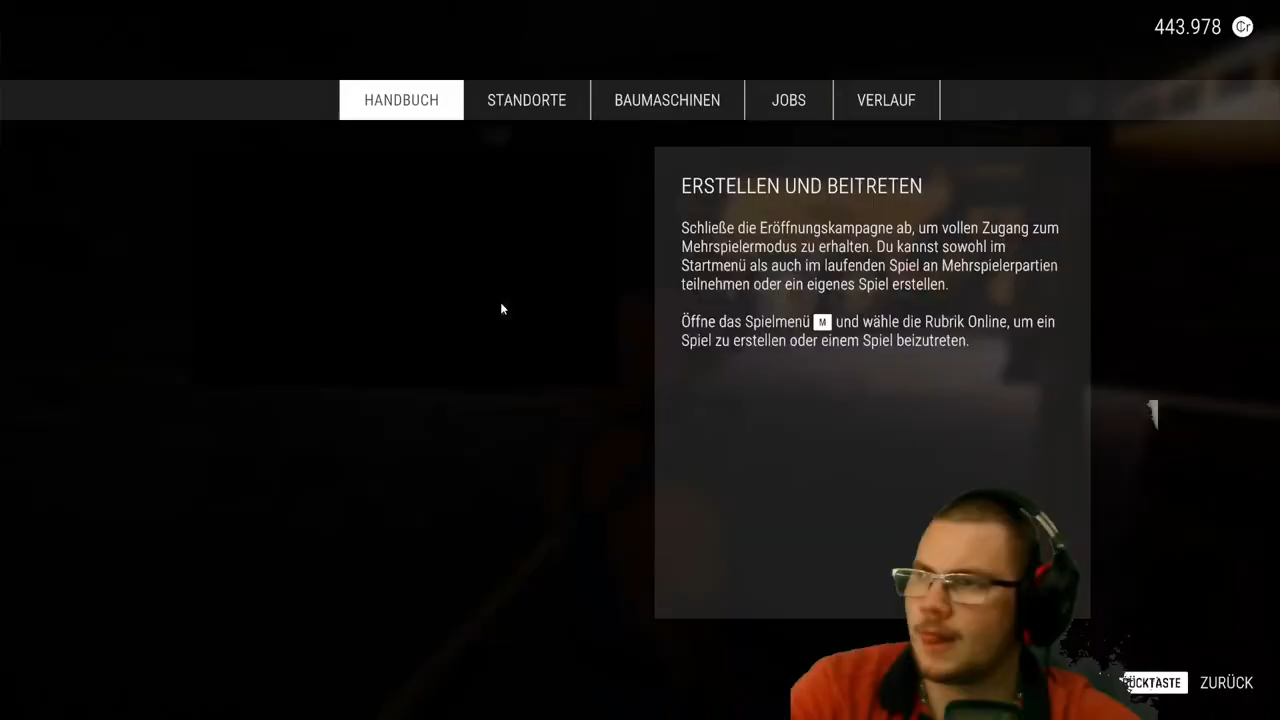 443.978 Cr
HANDBUCH STANDORTE BAUMASCHINEN JOBS VERLAUF
ERSTELLEN UND BEITRETEN
Schließe die Eröffnungskampagne ab, um vollen Zugang zum
Mehrspielermodus zu erhalten. Du kannst sowohl im
Startmenü als auch im laufenden Spiel an Mehrspielerpartien
teilnehmen oder ein eigenes Spiel erstellen.
Öffne das Spielmenü M und wähle die Rubrik Online, um ein
Spiel zu erstellen oder einem Spiel beizutreten.
ÜCKTASTE ZURÜCK